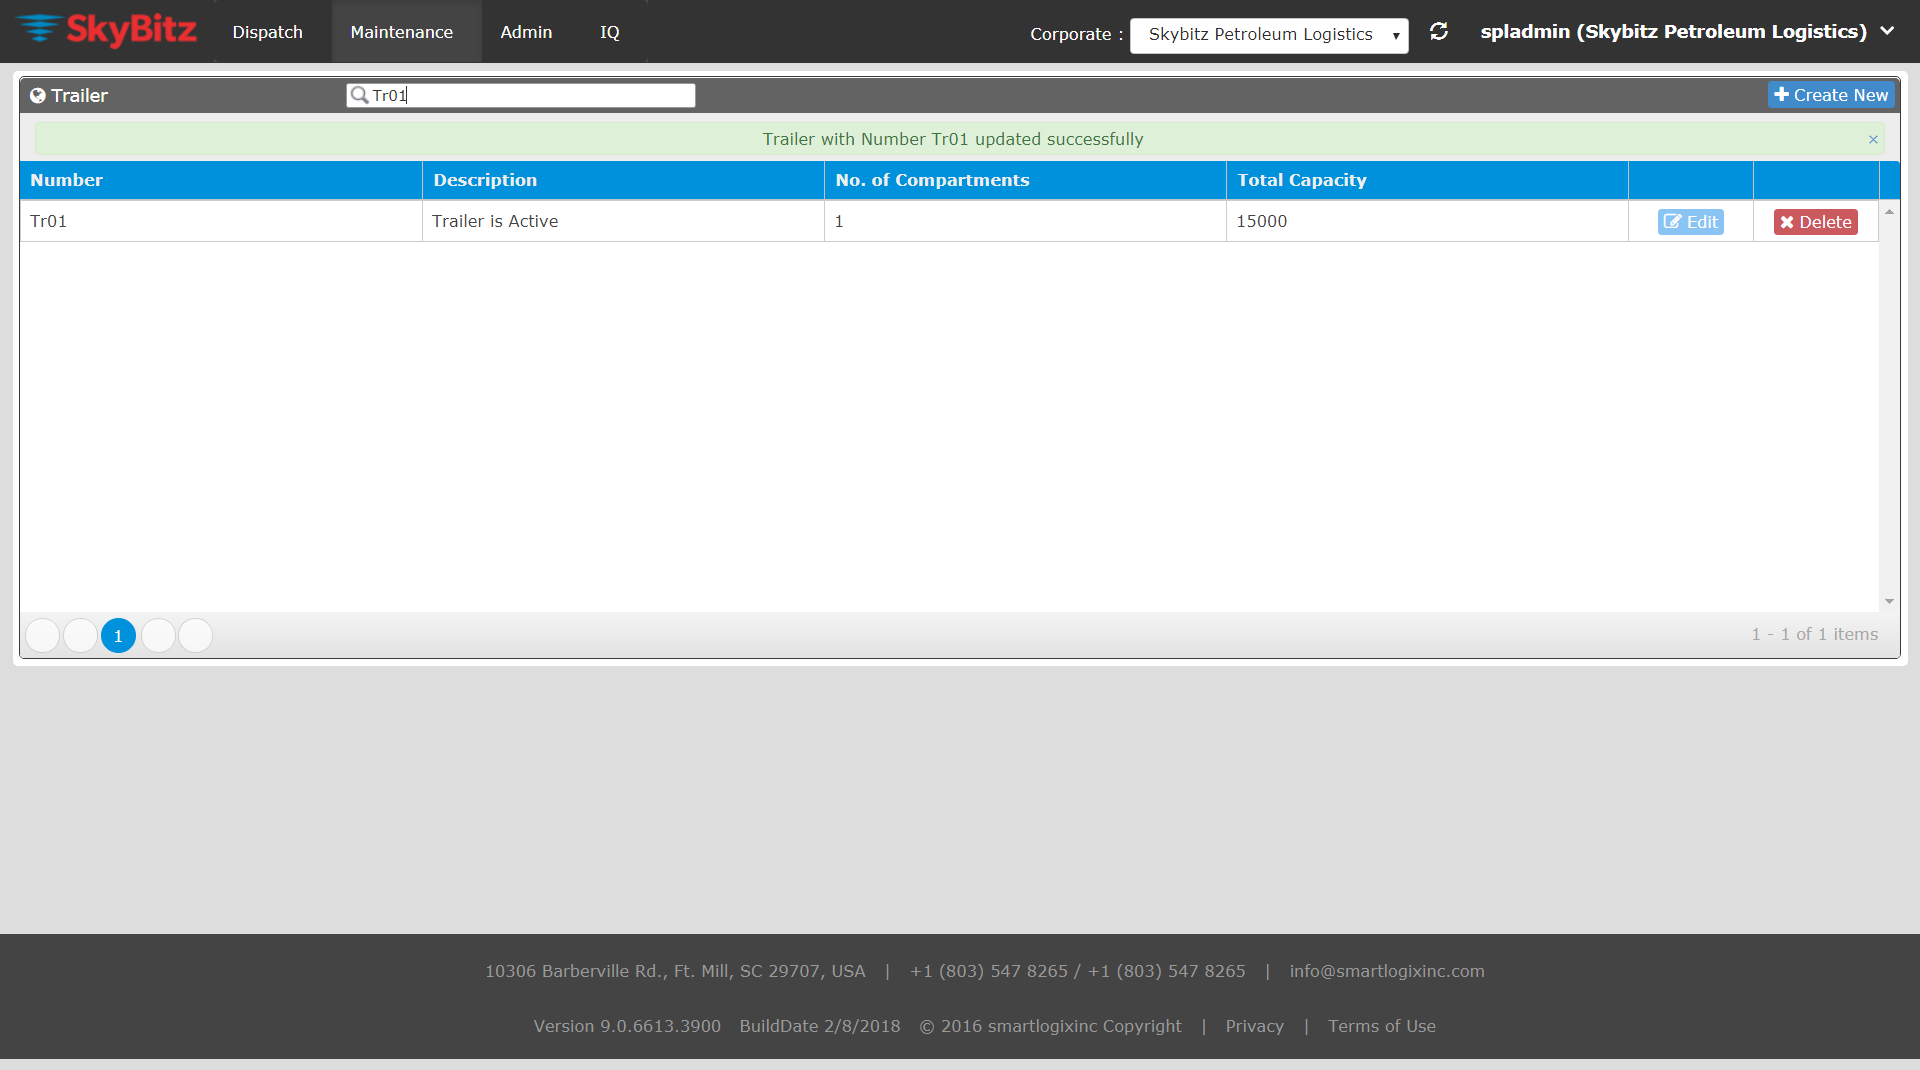 SkyBitz Dispatch Maintenance Admin IQ Corporate : Skybitz Petroleum Logistics spladmin (Skybitz Petroleum Logistics)
Trailer Tr01 Create New
Trailer with Number Tr01 updated successfully ×
Number Description No. of Compartments Total Capacity
Tr01 Trailer is Active 1 15000 Edit Delete
1 1 - 1 of 1 items
10306 Barberville Rd., Ft. Mill, SC 29707, USA | +1 (803) 547 8265 / +1 (803) 547 8265 | info@smartlogixinc.com
Version 9.0.6613.3900 BuildDate 2/8/2018 © 2016 smartlogixinc Copyright | Privacy | Terms of Use